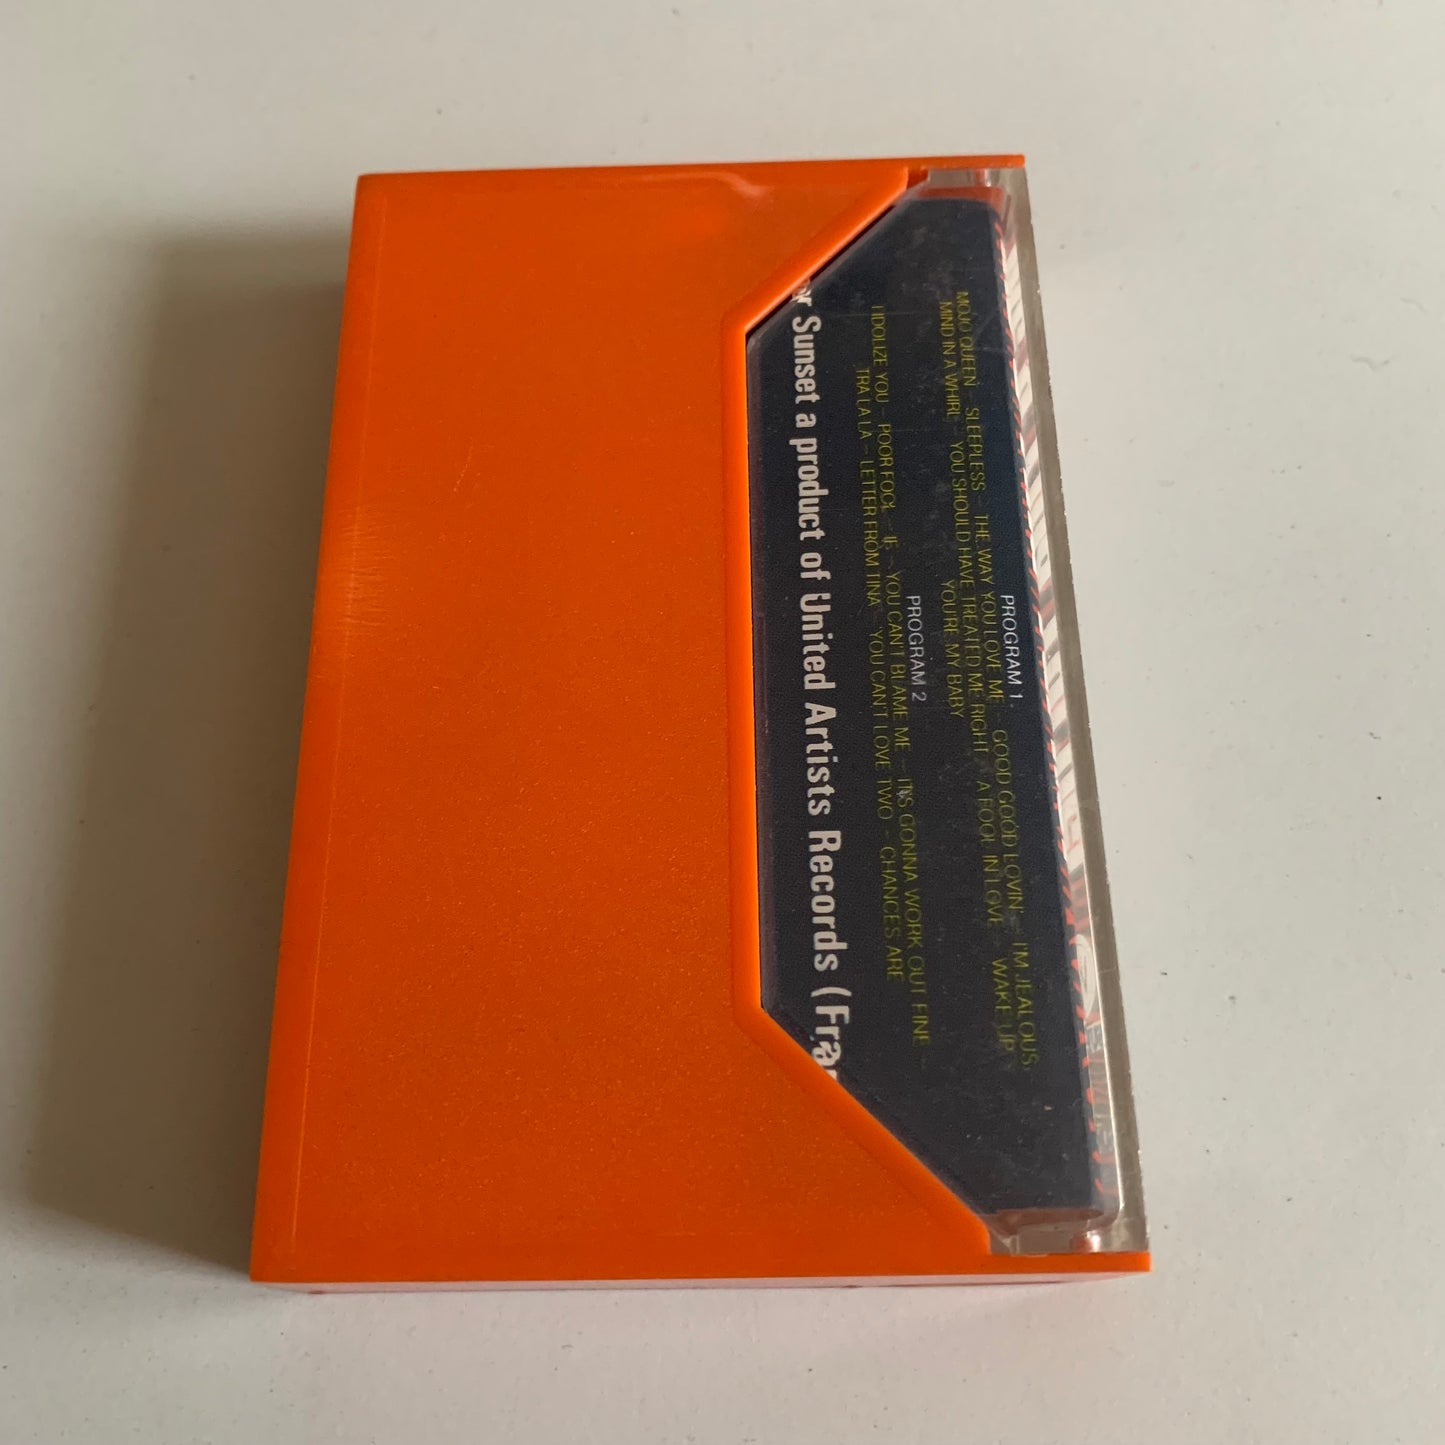 PROGRAM 1.
MOJO QUEEN – SLEEPLESS – THE WAY YOU LOVE ME – GOOD GOOD LOVIN' – I'M JEALOUS
MIND IN A WHIRL – YOU SHOULD HAVE TREATED ME RIGHT – A FOOL IN LOVE – WAKE UP
YOU'RE MY BABY
PROGRAM 2
I IDOLIZE YOU – POOR FOOL – IF – YOU CAN'T BLAME ME – IT'S GONNA WORK OUT FINE –
TRA LA LA – LETTER FROM TINA – YOU CAN'T LOVE TWO – CHANCES ARE
Sunset a product of United Artists Records (Fra